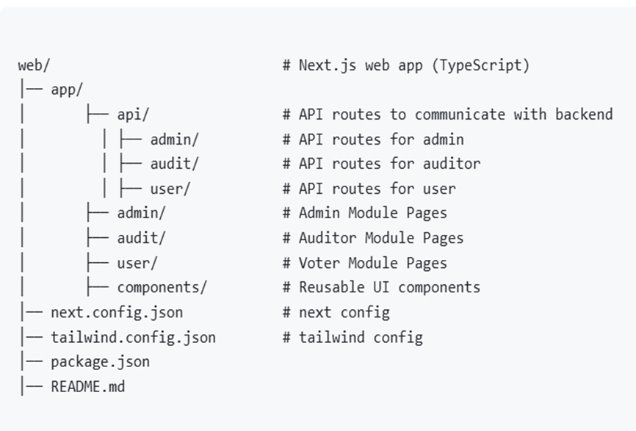 web/                            # Next.js web app (TypeScript)
├── app/
│       ├── api/                # API routes to communicate with backend
│       │ ├── admin/            # API routes for admin
│       │ ├── audit/            # API routes for auditor
│       │ ├── user/             # API routes for user
│       ├── admin/              # Admin Module Pages
│       ├── audit/              # Auditor Module Pages
│       ├── user/               # Voter Module Pages
│       ├── components/         # Reusable UI components
├── next.config.json            # next config
├── tailwind.config.json        # tailwind config
├── package.json
├── README.md